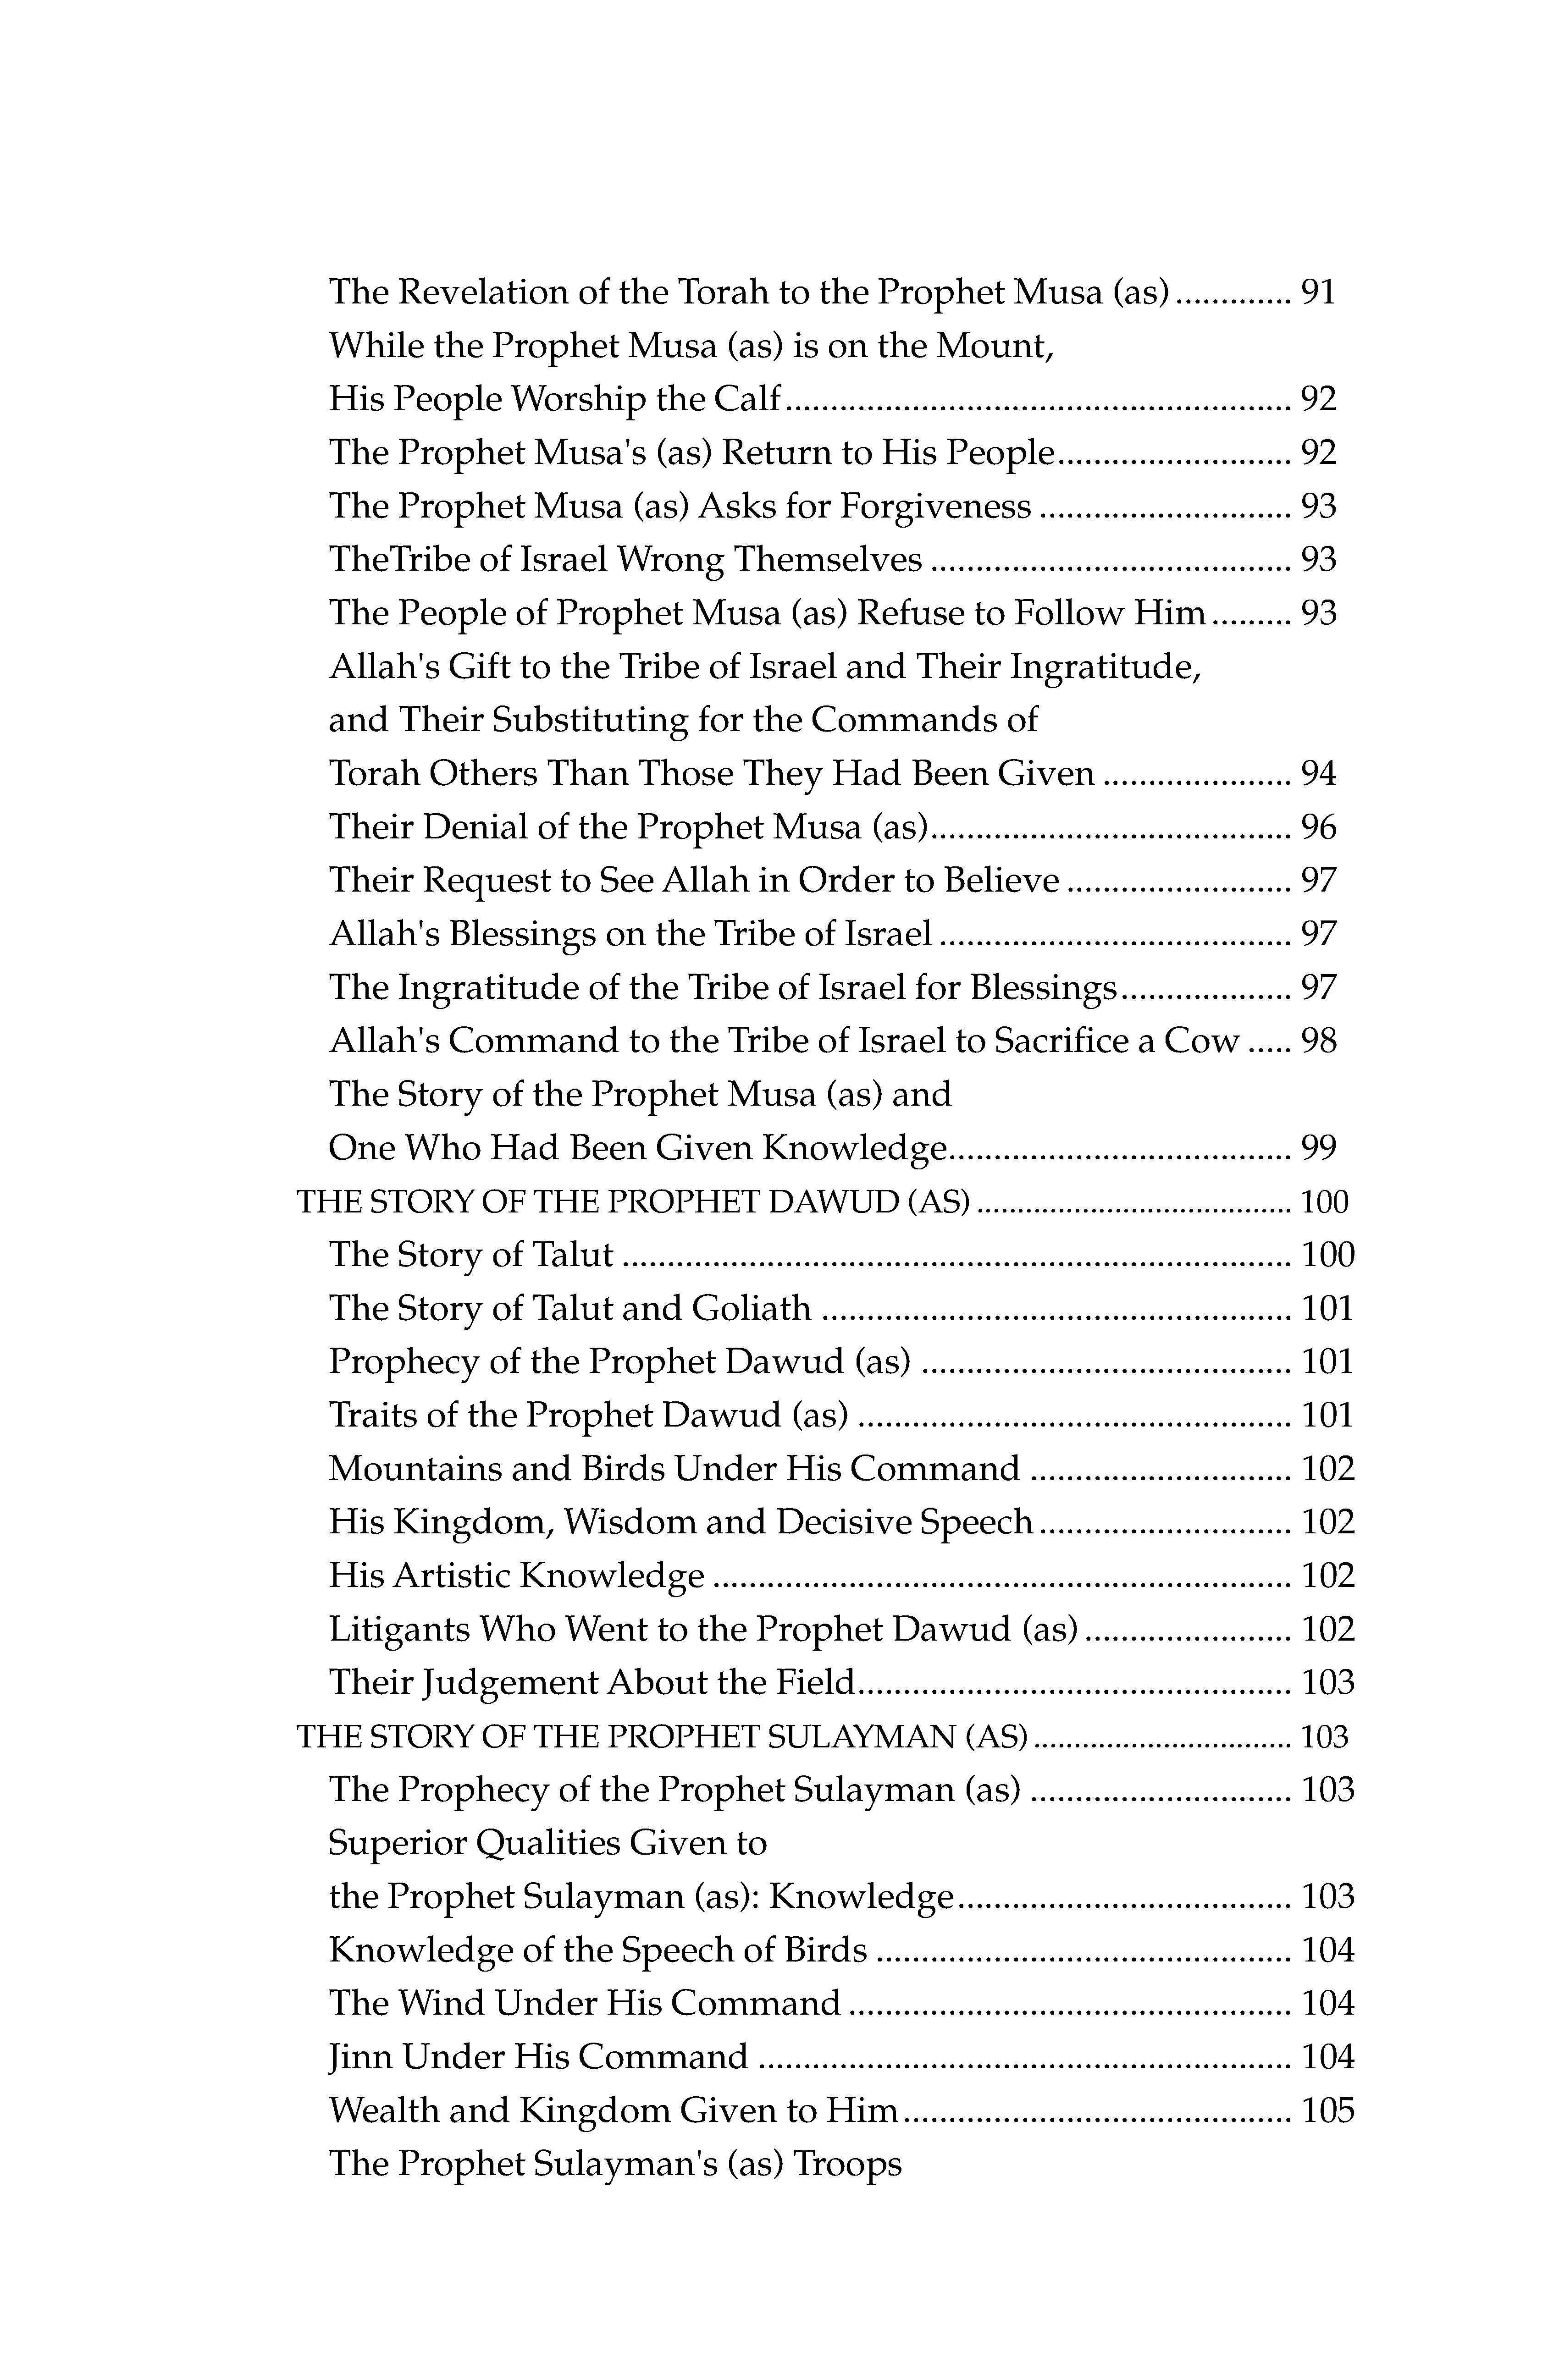 The Revelation of the Torah to the Prophet Musa (as)............. 91
While the Prophet Musa (as) is on the Mount,
His People Worship the Calf........................................................ 92
The Prophet Musa's (as) Return to His People.......................... 92
The Prophet Musa (as) Asks for Forgiveness ............................ 93
TheTribe of Israel Wrong Themselves ........................................ 93
The People of Prophet Musa (as) Refuse to Follow Him......... 93
Allah's Gift to the Tribe of Israel and Their Ingratitude,
and Their Substituting for the Commands of
Torah Others Than Those They Had Been Given ..................... 94
Their Denial of the Prophet Musa (as)........................................ 96
Their Request to See Allah in Order to Believe ......................... 97
Allah's Blessings on the Tribe of Israel ....................................... 97
The Ingratitude of the Tribe of Israel for Blessings................... 97
Allah's Command to the Tribe of Israel to Sacrifice a Cow ..... 98
The Story of the Prophet Musa (as) and
One Who Had Been Given Knowledge...................................... 99
THE STORY OF THE PROPHET DAWUD (AS)...................................... 100
The Story of Talut .......................................................................... 100
The Story of Talut and Goliath .................................................... 101
Prophecy of the Prophet Dawud (as) ......................................... 101
Traits of the Prophet Dawud (as) ................................................ 101
Mountains and Birds Under His Command ............................. 102
His Kingdom, Wisdom and Decisive Speech............................ 102
His Artistic Knowledge ................................................................ 102
Litigants Who Went to the Prophet Dawud (as)....................... 102
Their Judgement About the Field................................................ 103
THE STORY OF THE PROPHET SULAYMAN (AS)............................... 103
The Prophecy of the Prophet Sulayman (as) ............................. 103
Superior Qualities Given to
the Prophet Sulayman (as): Knowledge..................................... 103
Knowledge of the Speech of Birds .............................................. 104
The Wind Under His Command ................................................. 104
Jinn Under His Command ........................................................... 104
Wealth and Kingdom Given to Him........................................... 105
The Prophet Sulayman's (as) Troops